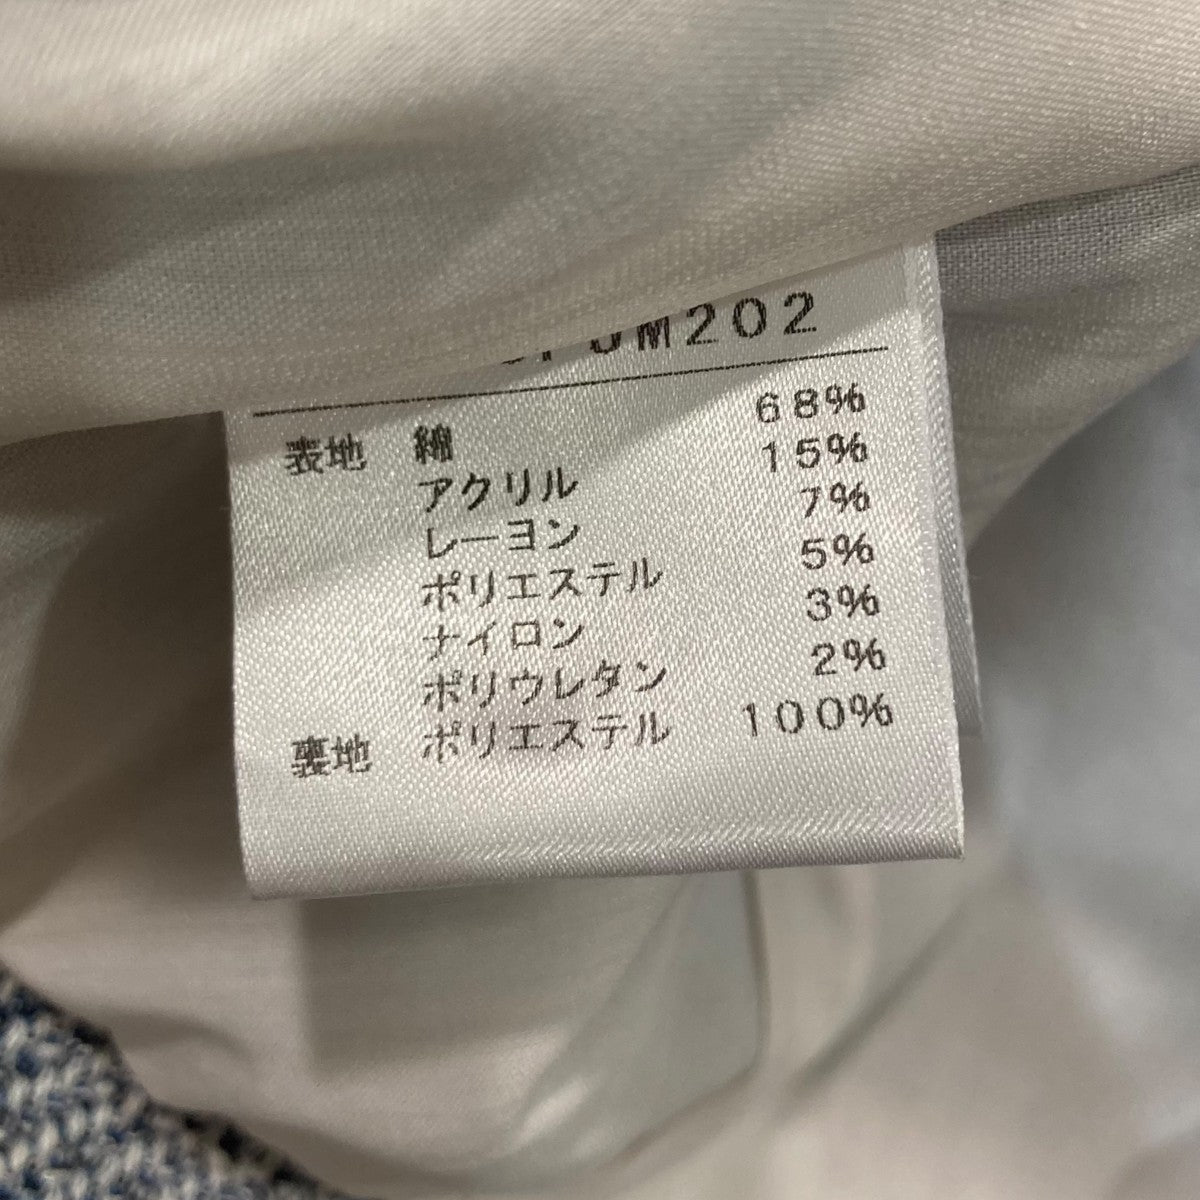 M202
表地 綿 68%
アクリル 15%
レーヨン 7%
ポリエステル 5%
ナイロン 3%
ポリウレタン 2%
裏地 ポリエステル 100%